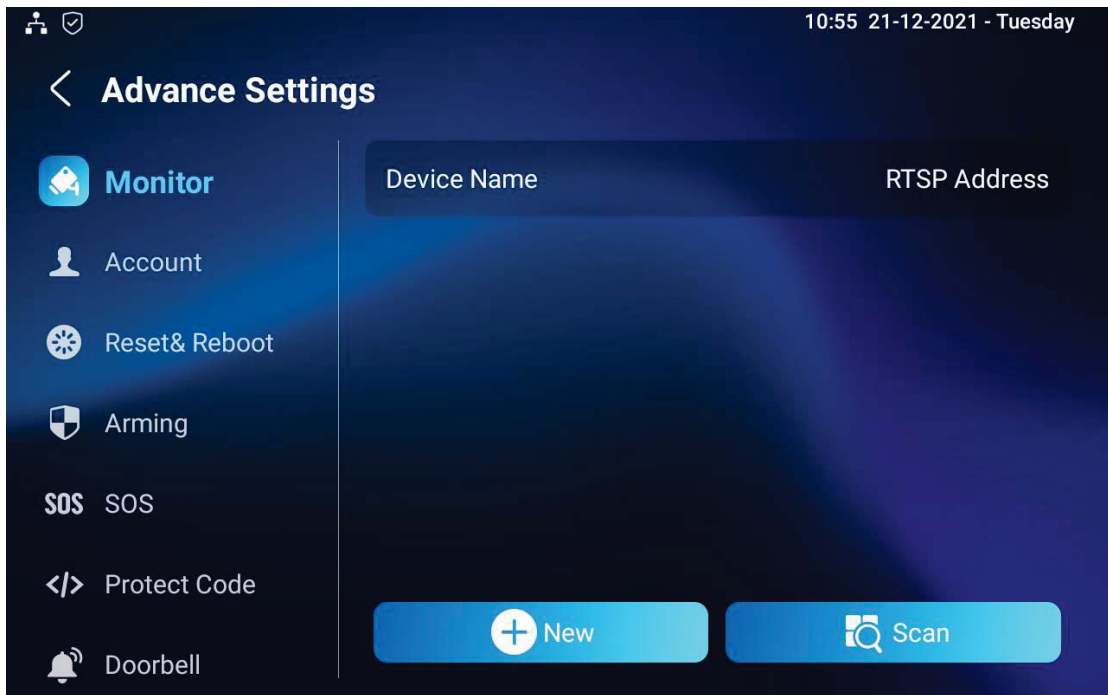 10:55 21-12-2021 - Tuesday
Advance Settings
Monitor
Device Name RTSP Address
Account
Reset& Reboot
Arming
SOS SOS
</> Protect Code
New Scan
Doorbell